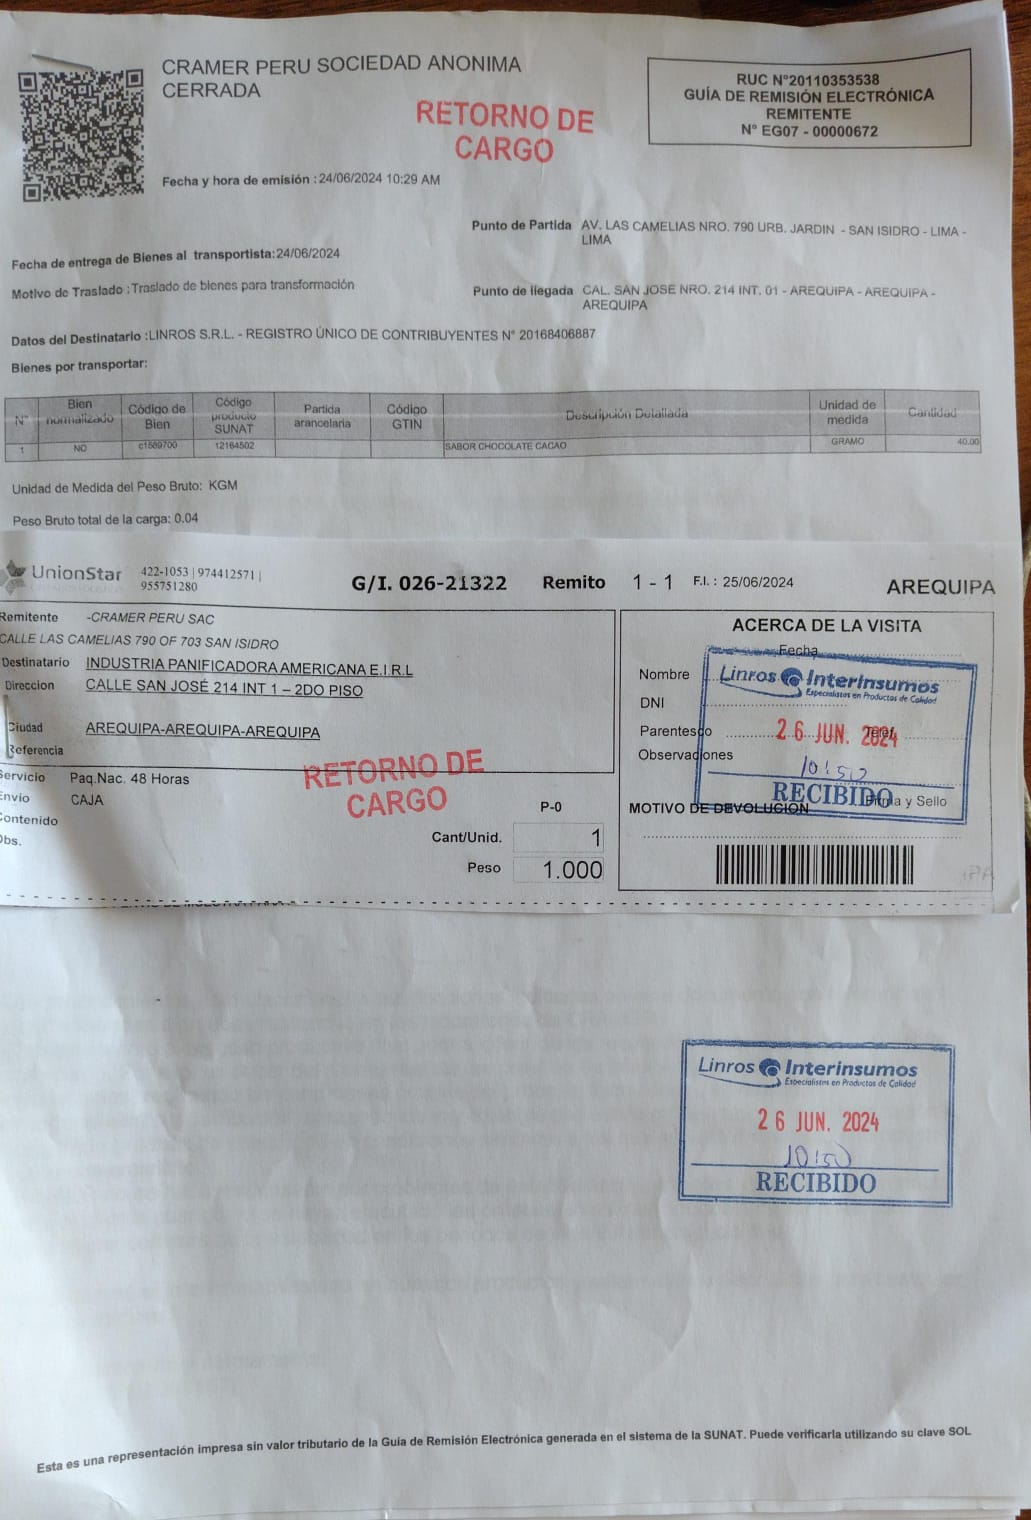 CRAMER PERU SOCIEDAD ANONIMA
CERRADA
RETORNO DE
CARGO
RUC N°20110353538
GUÍA DE REMISIÓN ELECTRÓNICA
REMITENTE
N° EG07 - 00000672
Fecha y hora de emisión : 24/06/2024 10:29 AM
Punto de Partida AV. LAS CAMELIAS NRO. 790 URB. JARDIN - SAN ISIDRO - LIMA -
LIMA
Fecha de entrega de Bienes al transportista:24/06/2024
Motivo de Traslado : Traslado de bienes para transformación
Punto de llegada CAL. SAN JOSE NRO. 214 INT. 01 - AREQUIPA - AREQUIPA -
AREQUIPA
Datos del Destinatario :LINROS S.R.L. - REGISTRO ÚNICO DE CONTRIBUYENTES N° 20168406887
Bienes por transportar:
N° Bien normalizado Código de Bien Código producto SUNAT Partida arancelaria Código GTIN Descripción Detallada Unidad de medida Cantidad
1 NO c1589700 12164502 SABOR CHOCOLATE CACAO GRAMO 40.00
Unidad de Medida del Peso Bruto: KGM
Peso Bruto total de la carga: 0.04
UnionStar 422-1053 | 974412571 |
955751280
G/I. 026-21322 Remito 1 - 1 F.I. : 25/06/2024 AREQUIPA
Remitente -CRAMER PERU SAC
CALLE LAS CAMELIAS 790 OF 703 SAN ISIDRO
Destinatario INDUSTRIA PANIFICADORA AMERICANA E.I.R.L
Direccion CALLE SAN JOSÉ 214 INT 1 – 2DO PISO
Ciudad AREQUIPA-AREQUIPA-AREQUIPA
Referencia
Servicio Paq.Nac. 48 Horas
Envío CAJA
Contenido
Obs.
RETORNO DE
CARGO
P-0
Cant/Unid. 1
Peso 1.000
ACERCA DE LA VISITA
Fecha
Nombre
DNI
Parentesco Telef.
Observaciones
Firma y Sello
MOTIVO DE DEVOLUCION
Linros Interinsumos
Especialistas en Productos de Calidad
26 JUN. 2024
10:50
RECIBIDO
Linros Interinsumos
Especialistas en Productos de Calidad
26 JUN. 2024
10:50
RECIBIDO
Esta es una representación impresa sin valor tributario de la Guía de Remisión Electrónica generada en el sistema de la SUNAT. Puede verificarla utilizando su clave SOL